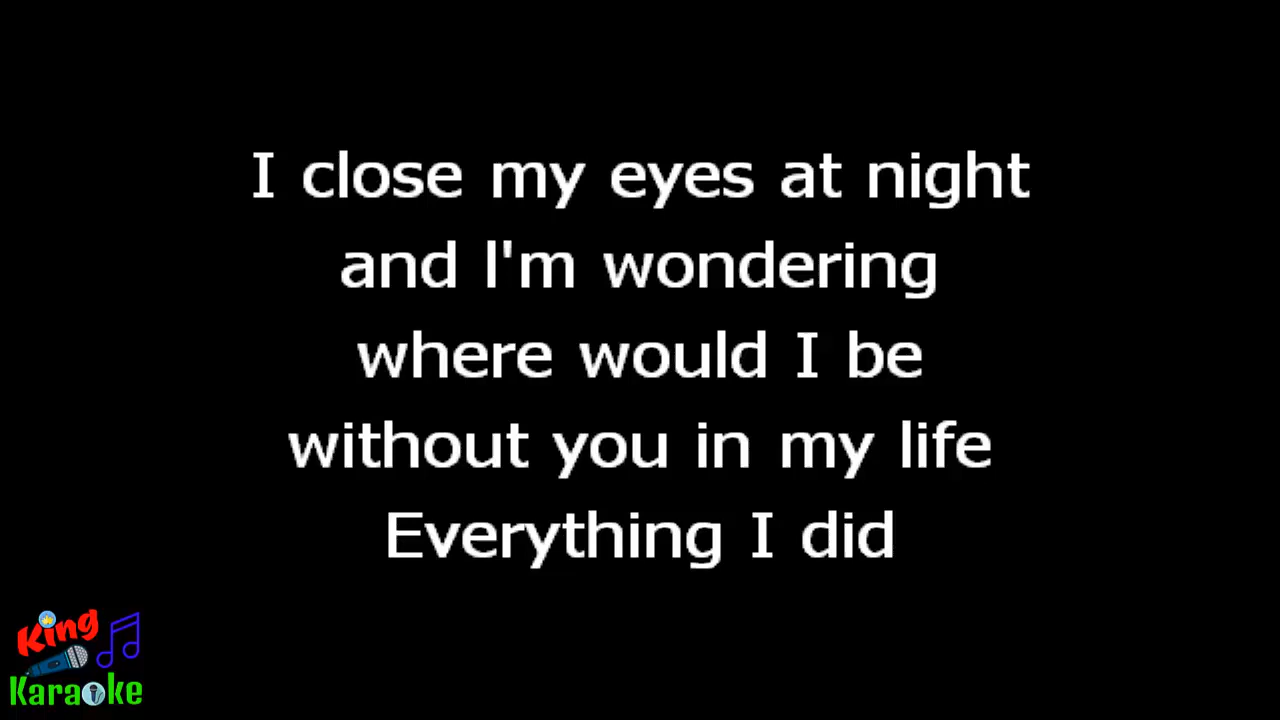 I close my eyes at night
and I'm wondering
where would I be
without you in my life
Everything I did
King
Karaoke